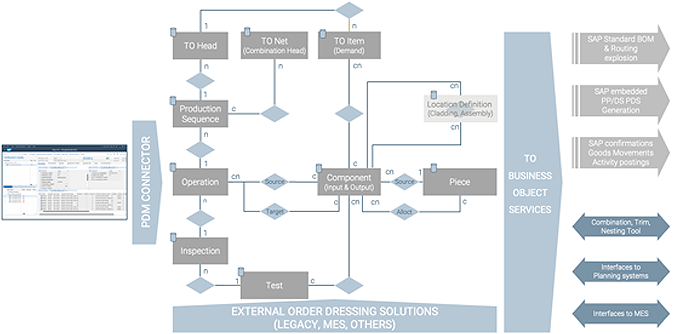 TO Head
TO Net
(Combination Head)
TO Item
(Demand)
1
n
n
n
cn
cn
Production
Sequence
1
c
n
Location Definition
(Cladding, Assembly)
cn
cn
c
1
Operation
cn
Source
c
Component
(Input & Output)
cn
Source
1
Piece
Target
c
cn
cn
Alloct
c
n
1
Inspection
n
1
Test
c
PDM CONNECTOR
TO
BUSINESS
OBJECT
SERVICES
SAP Standard BOM
& Routing
explosion
SAP embedded
PP/DS PDS
Generation
SAP confirmations
Goods Movements
Activity postings
Combination, Trim,
Nesting Tool
Interfaces to
Planning systems
Interfaces to MES
EXTERNAL ORDER DRESSING SOLUTIONS
(LEGACY, MES, OTHERS)